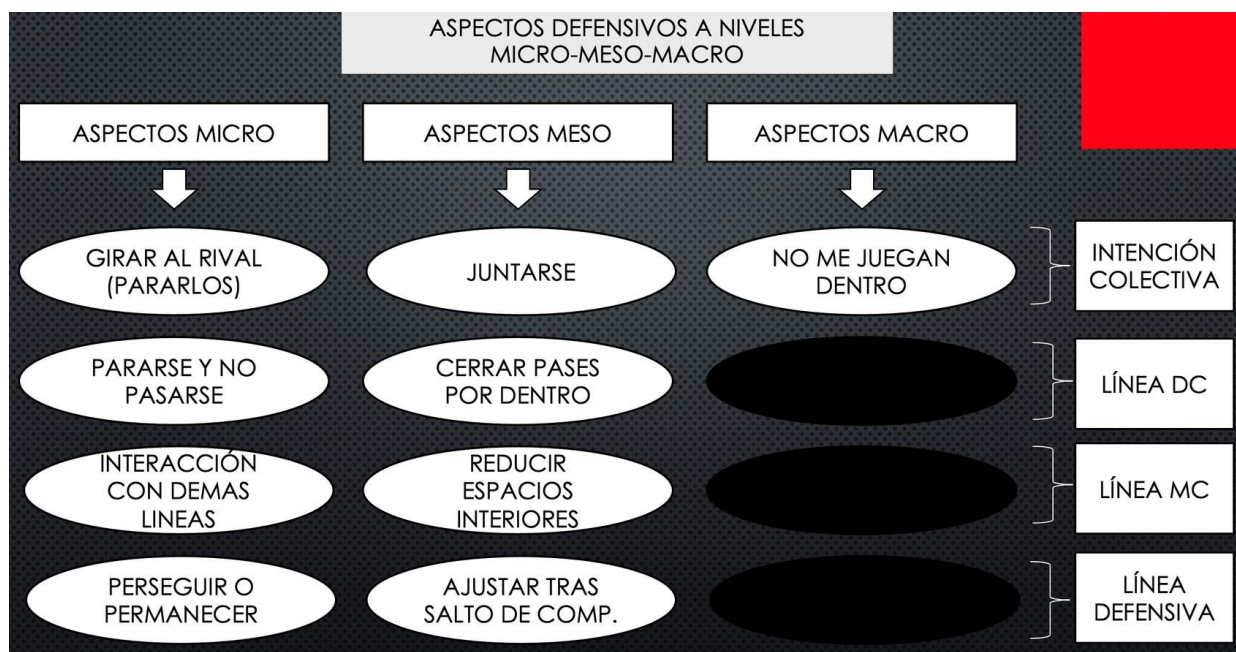 ASPECTOS DEFENSIVOS A NIVELES
MICRO-MESO-MACRO
ASPECTOS MICRO
ASPECTOS MESO
ASPECTOS MACRO
GIRAR AL RIVAL
(PARARLOS)
JUNTARSE
NO ME JUEGAN
DENTRO
INTENCIÓN
COLECTIVA
PARARSE Y NO
PASARSE
CERRAR PASES
POR DENTRO
LÍNEA DC
INTERACCIÓN
CON DEMAS
LINEAS
REDUCIR
ESPACIOS
INTERIORES
LÍNEA MC
PERSEGUIR O
PERMANECER
AJUSTAR TRAS
SALTO DE COMP.
LÍNEA
DEFENSIVA